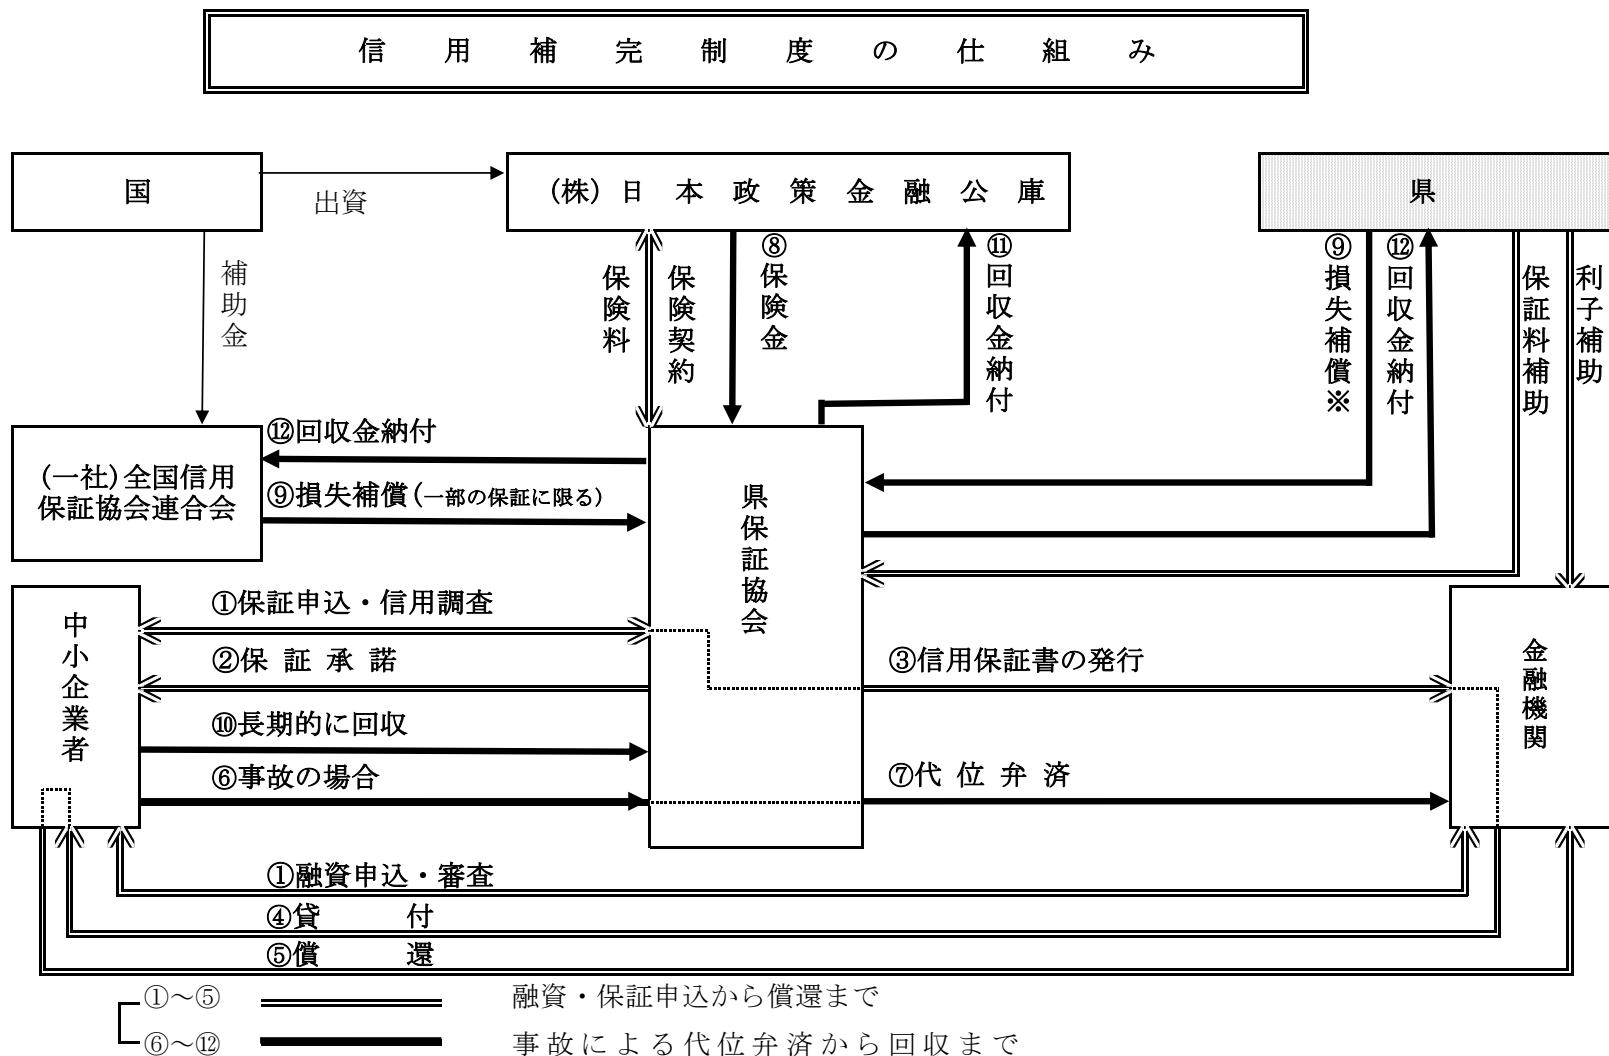 信用補完制度の仕組み
国
出資
(株)日本政策金融公庫
県
補助金
保険料
保険契約
⑧保険金
⑪回収金納付
⑨損失補償※
⑫回収金納付
保証料補助
利子補助
(一社)全国信用
保証協会連合会
⑫回収金納付
⑨損失補償(一部の保証に限る)
県保証協会
中小企業者
①保証申込・信用調査
②保証承諾
⑩長期的に回収
⑥事故の場合
③信用保証書の発行
⑦代位弁済
金融機関
①融資申込・審査
④貸付
⑤償還
①～⑤ 融資・保証申込から償還まで
⑥～⑫ 事故による代位弁済から回収まで